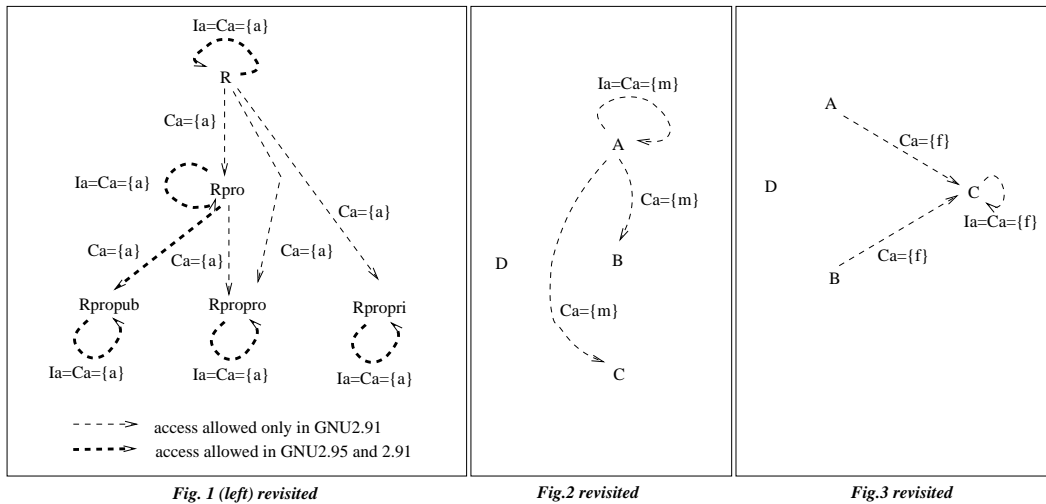 Ia=Ca={a}
R
Ca={a}
Ia=Ca={a}
Rpro
Ca={a}
Ca={a}
Ca={a}
Ca={a}
Rpropub
Rpropro
Rpropri
Ia=Ca={a}
Ia=Ca={a}
Ia=Ca={a}
access allowed only in GNU2.91
access allowed in GNU2.95 and 2.91
Fig. 1 (left) revisited
Ia=Ca={m}
A
Ca={m}
D
B
Ca={m}
C
Fig.2 revisited
A
Ca={f}
D
C
Ia=Ca={f}
Ca={f}
B
Fig.3 revisited